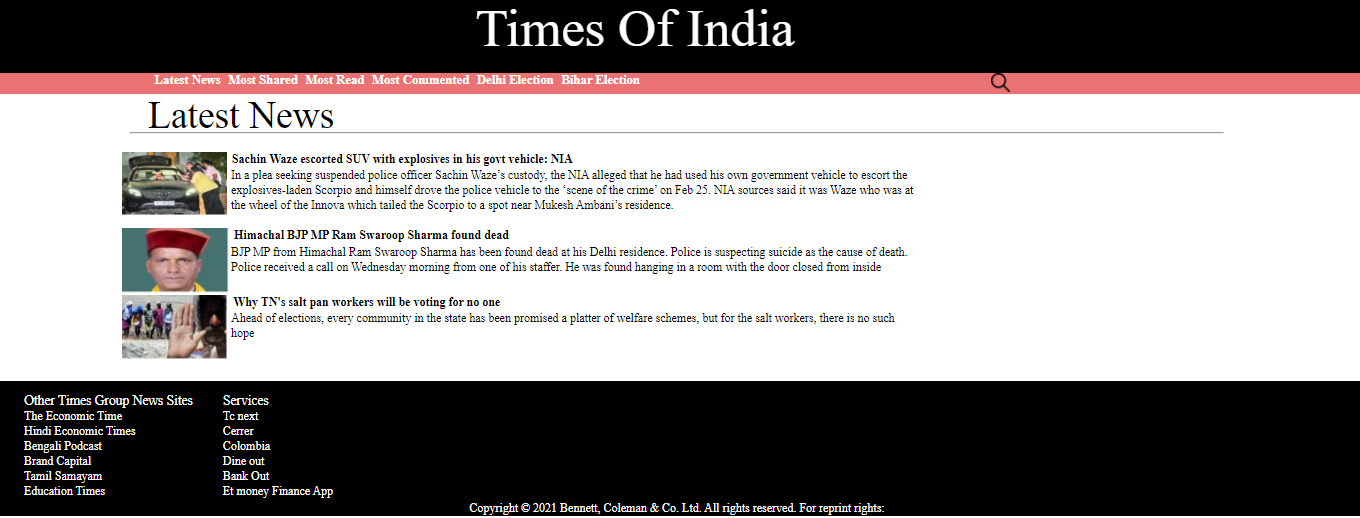 Times Of India
Latest News Most Shared Most Read Most Commented Delhi Election Bihar Election
Latest News
Sachin Waze escorted SUV with explosives in his govt vehicle: NIA
In a plea seeking suspended police officer Sachin Waze’s custody, the NIA alleged that he had used his own government vehicle to escort the
explosives-laden Scorpio and himself drove the police vehicle to the ‘scene of the crime’ on Feb 25. NIA sources said it was Waze who was at
the wheel of the Innova which tailed the Scorpio to a spot near Mukesh Ambani’s residence.
Himachal BJP MP Ram Swaroop Sharma found dead
BJP MP from Himachal Ram Swaroop Sharma has been found dead at his Delhi residence. Police is suspecting suicide as the cause of death.
Police received a call on Wednesday morning from one of his staffer. He was found hanging in a room with the door closed from inside
Why TN's salt pan workers will be voting for no one
Ahead of elections, every community in the state has been promised a platter of welfare schemes, but for the salt workers, there is no such
hope
Other Times Group News Sites
The Economic Time
Hindi Economic Times
Bengali Podcast
Brand Capital
Tamil Samayam
Education Times
Services
Tc next
Cerrer
Colombia
Dine out
Bank Out
Et money Finance App
Copyright © 2021 Bennett, Coleman & Co. Ltd. All rights reserved. For reprint rights: